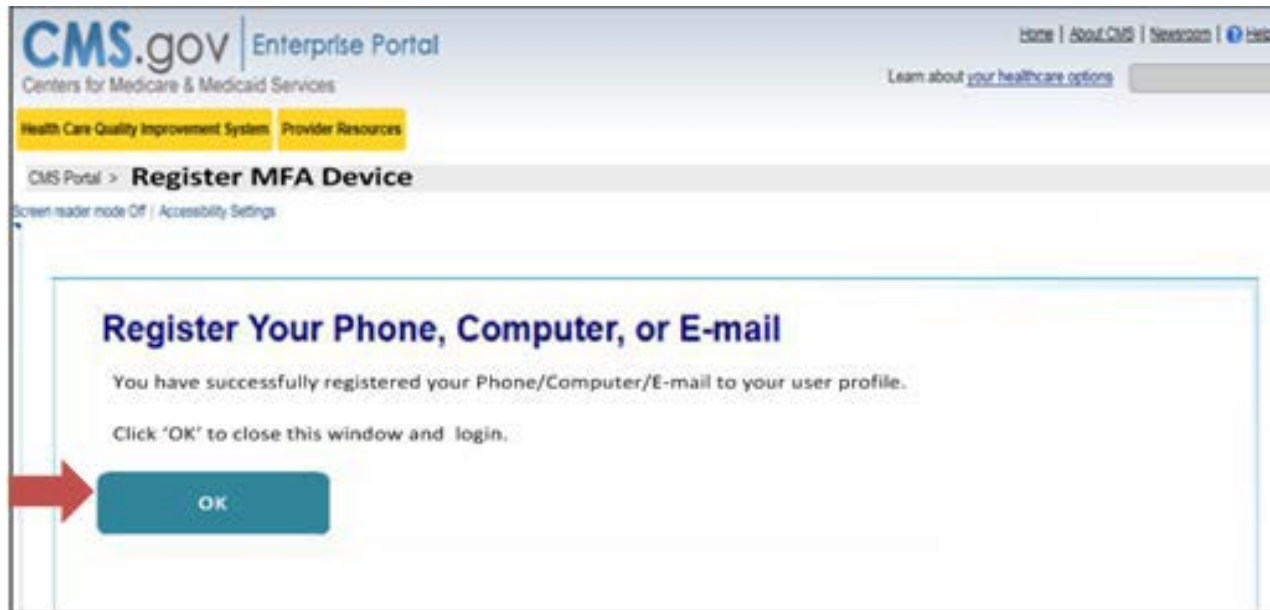 CMS.gov Enterprise Portal
Home | About CMS | Newsroom | Help
Centers for Medicare & Medicaid Services
Learn about your healthcare options
Health Care Quality Improvement System Provider Resources
CMS Portal > Register MFA Device
Screen reader mode Off | Accessibility Settings
Register Your Phone, Computer, or E-mail
You have successfully registered your Phone/Computer/E-mail to your user profile.
Click 'OK' to close this window and login.
OK